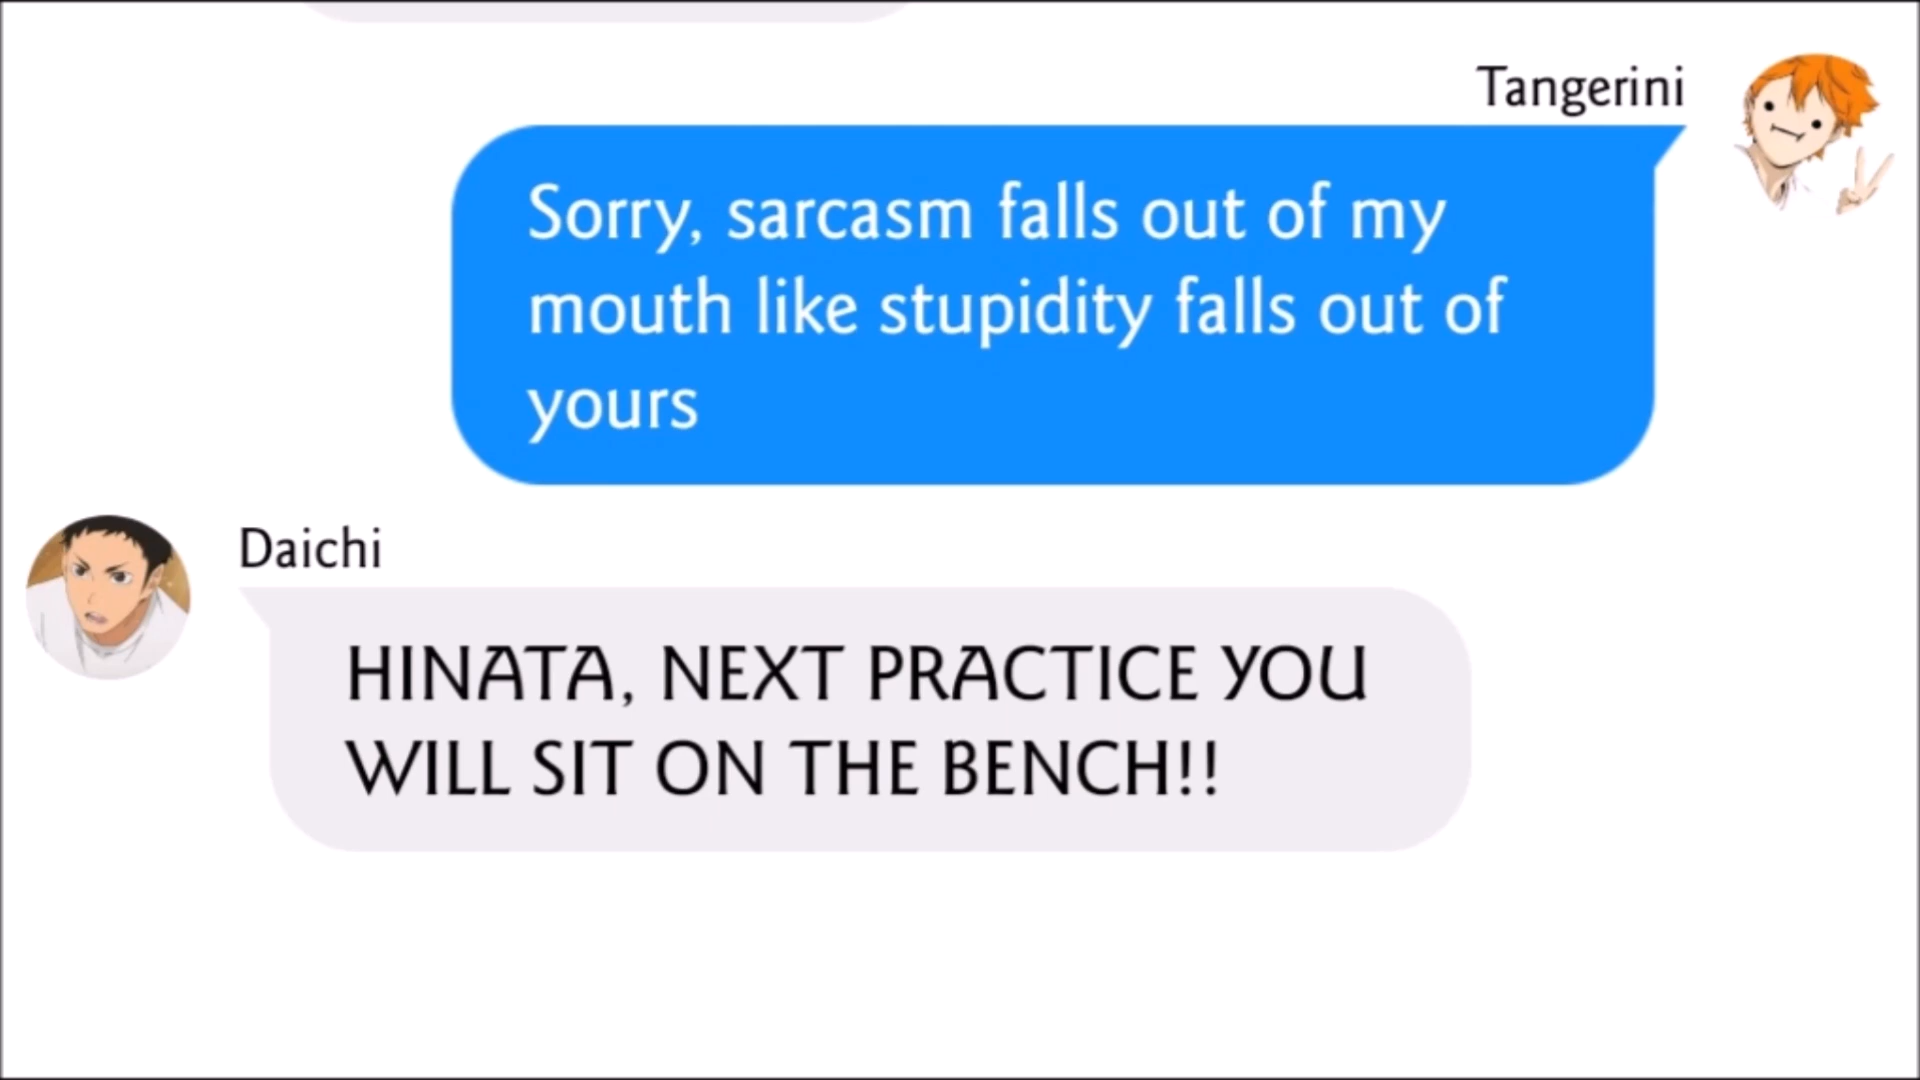 Tangerini
Sorry, sarcasm falls out of my
mouth like stupidity falls out of
yours
Daichi
HINATA, NEXT PRACTICE YOU
WILL SIT ON THE BENCH!!